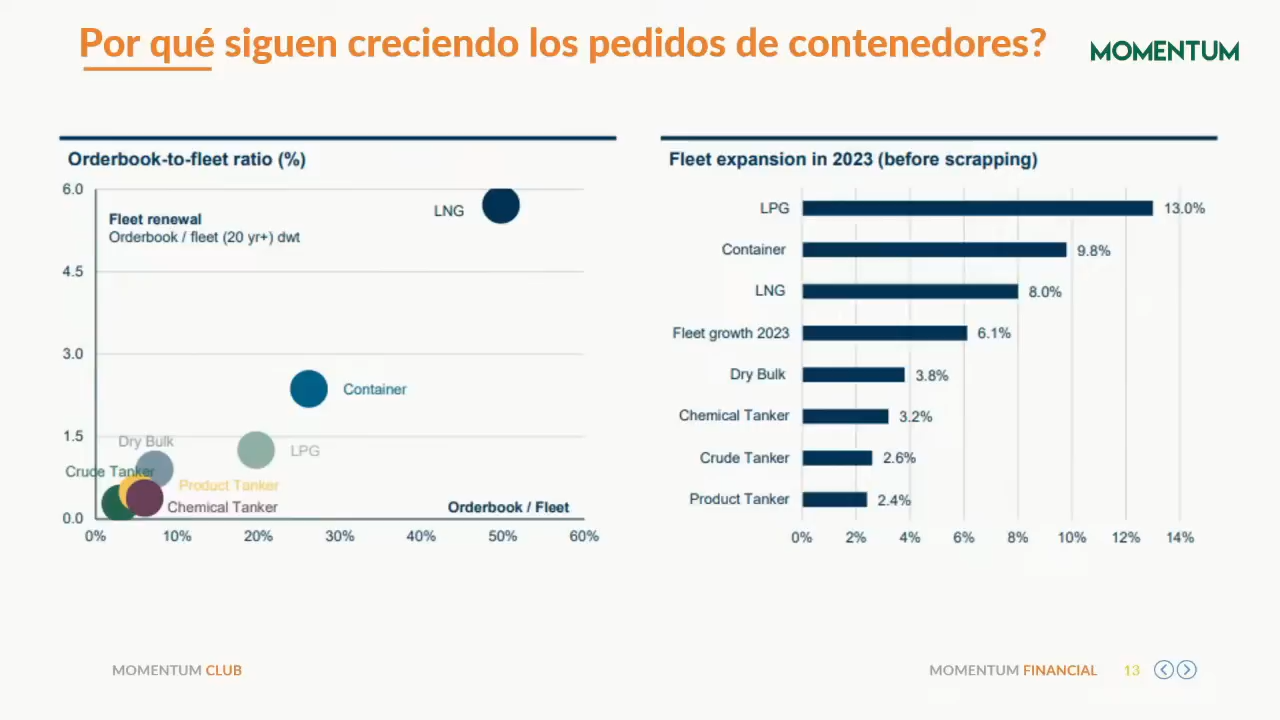 Por qué siguen creciendo los pedidos de contenedores?
MOMENTUM
Orderbook-to-fleet ratio (%)
6.0
Fleet renewal
Orderbook / fleet (20 yr+) dwt
LNG
4.5
3.0
Container
1.5
Dry Bulk
LPG
Crude Tanker
Product Tanker
Chemical Tanker
Orderbook / Fleet
0.0
0% 10% 20% 30% 40% 50% 60%
Fleet expansion in 2023 (before scrapping)
LPG 13.0%
Container 9.8%
LNG 8.0%
Fleet growth 2023 6.1%
Dry Bulk 3.8%
Chemical Tanker 3.2%
Crude Tanker 2.6%
Product Tanker 2.4%
0% 2% 4% 6% 8% 10% 12% 14%
MOMENTUM CLUB
MOMENTUM FINANCIAL 13